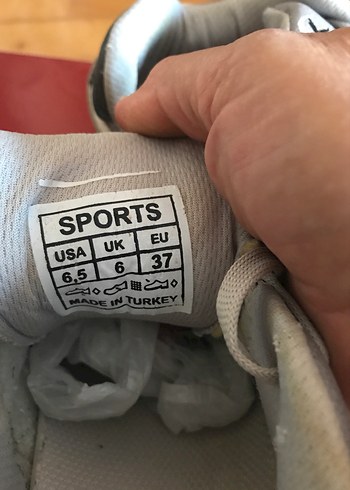 SPORTS
USA UK EU
6,5 6 37
MADE IN TURKEY